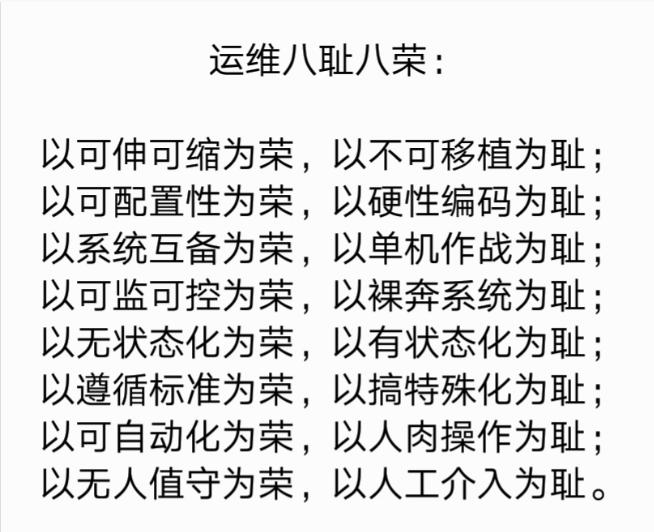 运维八耻八荣:
以可伸可缩为荣，以不可移植为耻;
以可配置性为荣，以硬性编码为耻;
以系统互备为荣，以单机作战为耻;
以可监可控为荣，以裸奔系统为耻;
以无状态化为荣，以有状态化为耻;
以遵循标准为荣，以搞特殊化为耻;
以可自动化为荣，以人肉操作为耻;
以无人值守为荣，以人工介入为耻。